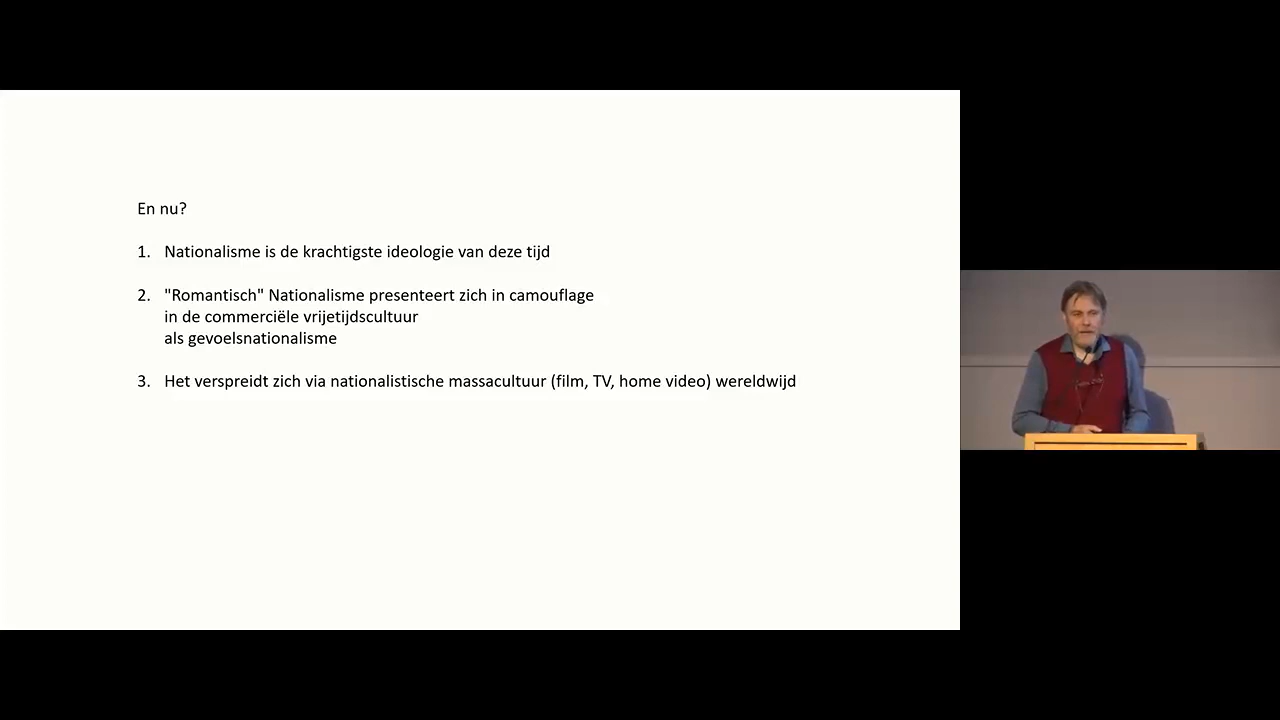 En nu?
1. Nationalisme is de krachtigste ideologie van deze tijd
2. "Romantisch" Nationalisme presenteert zich in camouflage
in de commerciële vrijetijdscultuur
als gevoelsnationalisme
3. Het verspreidt zich via nationalistische massacultuur (film, TV, home video) wereldwijd